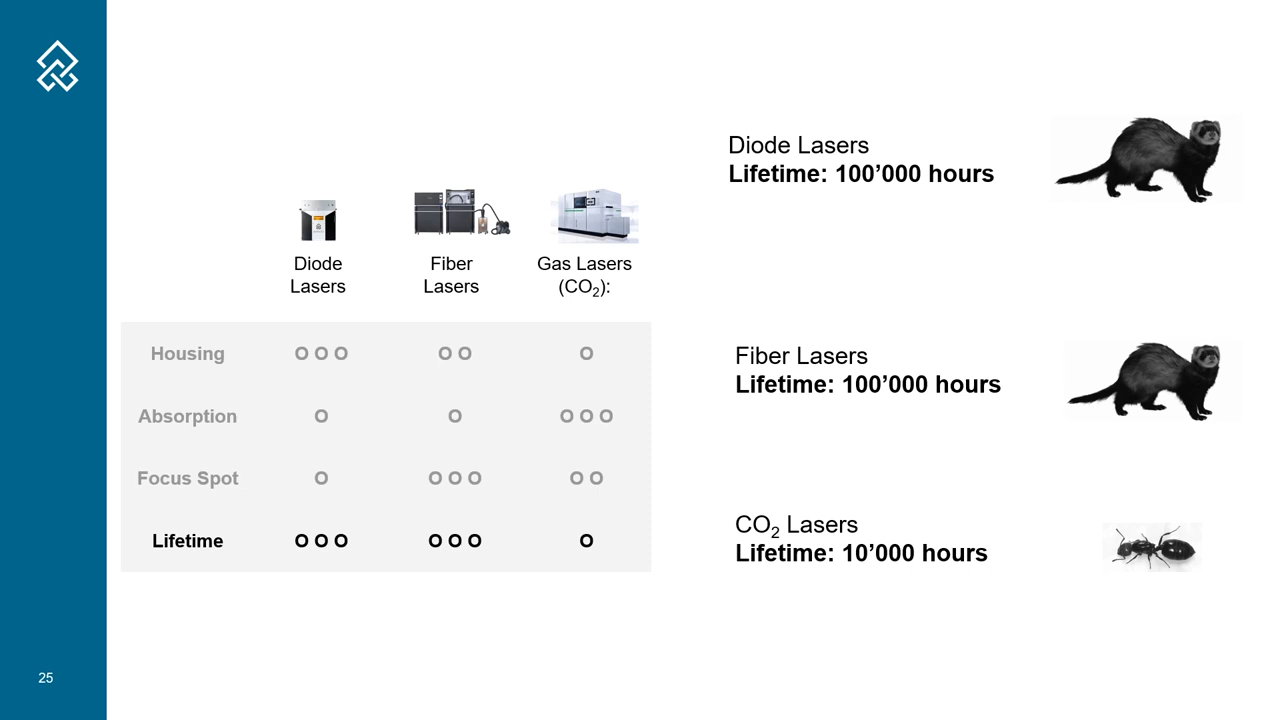 Diode Lasers
Fiber Lasers
Gas Lasers (CO₂):
Housing O O O O O O
Absorption O O O O O
Focus Spot O O O O O O
Lifetime O O O O O O O
Diode Lasers
Lifetime: 100’000 hours
Fiber Lasers
Lifetime: 100’000 hours
CO₂ Lasers
Lifetime: 10’000 hours
25